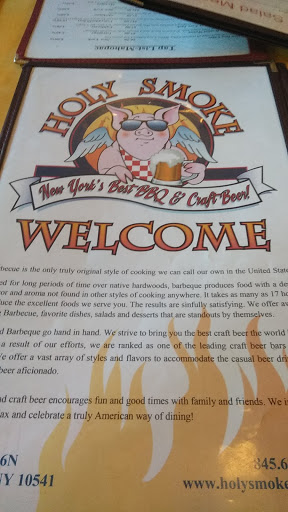 Salad Me
Tap List Mahopac
HOLY SMOKE
New York's Best BBQ & Craft Beer!
WELCOME
rbecue is the only truly original style of cooking we can call our own in the United State
ed for long periods of time over native hardwoods, barbeque produces food with a de
or and aroma not found in other styles of cooking anywhere. It takes as many as 17 ho
uce the excellent foods we serve you. The results are sinfully satisfying. We offer a
Barbecue, favorite dishes, salads and desserts that are standouts by themselves.
d Barbeque go hand in hand. We strive to bring you the best craft beer the world
a result of our efforts, we are ranked as one of the leading craft beer bars
e offer a vast array of styles and flavors to accommodate the casual beer dri
beer aficionado.
d craft beer encourages fun and good times with family and friends. We i
ax and celebrate a truly American way of dining!
6N
845.6
NY 10541
www.holysmoke